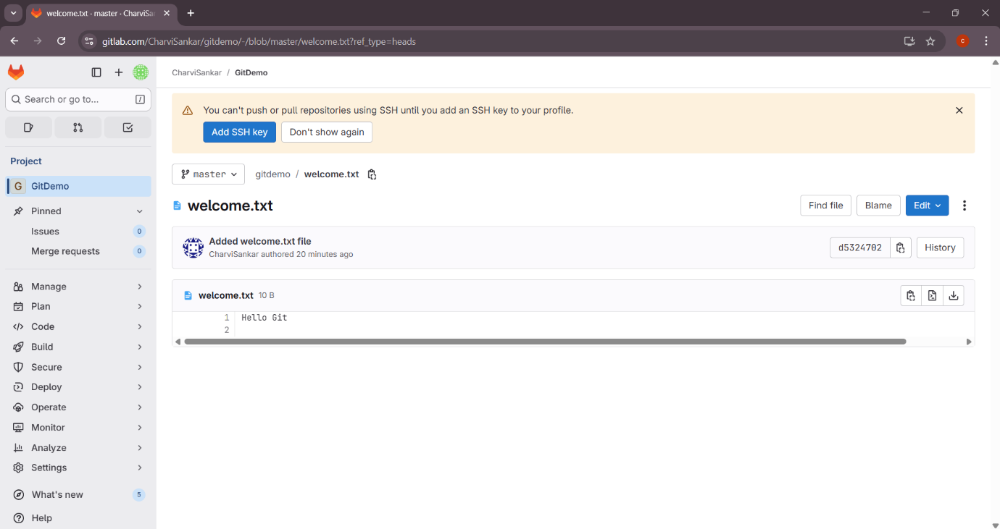 welcome.txt · master · CharviSa
gitlab.com/CharviSankar/gitdemo/-/blob/master/welcome.txt?ref_type=heads
C
CharviSankar / GitDemo
Search or go to...
/
You can't push or pull repositories using SSH until you add an SSH key to your profile.
Add SSH key
Don't show again
Project
G GitDemo
Pinned
Issues 0
Merge requests 0
Manage
Plan
Code
Build
Secure
Deploy
Operate
Monitor
Analyze
Settings
What's new 5
Help
master
gitdemo / welcome.txt
welcome.txt
Find file
Blame
Edit
Added welcome.txt file
CharviSankar authored 20 minutes ago
d5324702
History
welcome.txt 10 B
1 Hello Git
2